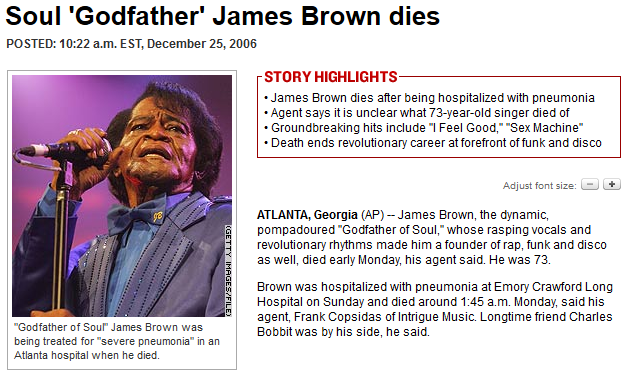 Soul 'Godfather' James Brown dies
POSTED: 10:22 a.m. EST, December 25, 2006
(GETTY IMAGES/FILE)
"Godfather of Soul" James Brown was
being treated for "severe pneumonia" in an
Atlanta hospital when he died.
STORY HIGHLIGHTS
• James Brown dies after being hospitalized with pneumonia
• Agent says it is unclear what 73-year-old singer died of
• Groundbreaking hits include "I Feel Good," "Sex Machine"
• Death ends revolutionary career at forefront of funk and disco
Adjust font size:
ATLANTA, Georgia (AP) -- James Brown, the dynamic,
pompadoured "Godfather of Soul," whose rasping vocals and
revolutionary rhythms made him a founder of rap, funk and disco
as well, died early Monday, his agent said. He was 73.
Brown was hospitalized with pneumonia at Emory Crawford Long
Hospital on Sunday and died around 1:45 a.m. Monday, said his
agent, Frank Copsidas of Intrigue Music. Longtime friend Charles
Bobbit was by his side, he said.